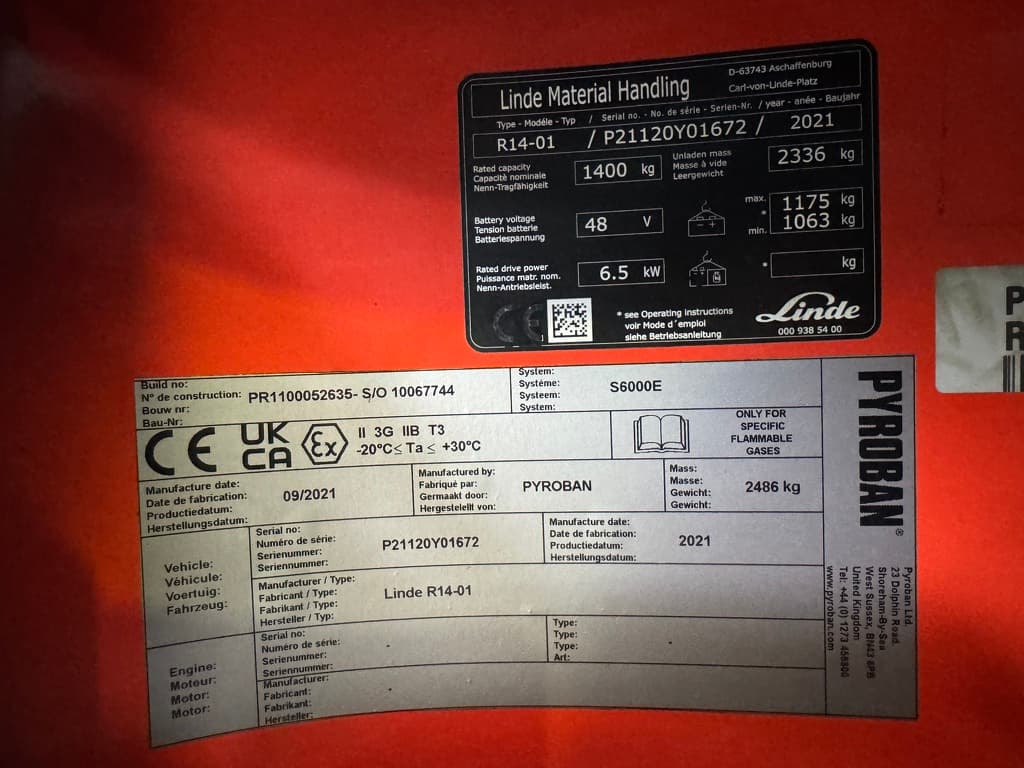 Linde Material Handling
D-63743 Aschaffenburg
Carl-von-Linde-Platz
Type - Modéle - Typ / Serial no. - No. de série - Serien-Nr. / year - anée - Baujahr
R14-01 / P21120Y01672 / 2021
Rated capacity
Capacité nominale
Nenn-Tragfähigkeit
1400 kg
Unladen mass
Masse à vide
Leergewicht
2336 kg
Battery voltage
Tension batterie
Batteriespannung
48 V
- +
max. 1175 kg
*
min. 1063 kg
Rated drive power
Puissance matr. nom.
Nenn-Antriebsleist.
6.5 kW
* kg
CE
* see Operating instructions
voir Mode d´emploi
siehe Betriebsanleitung
Linde
000 938 54 00
P
R
Build no:
N° de construction:
Bouw nr:
Bau-Nr:
PR1100052635- S/O 10067744
System:
Système:
Systeem:
System:
S6000E
CE UK
CA
Ex
II 3G IIB T3
-20°C≤ Ta ≤ +30°C
ONLY FOR
SPECIFIC
FLAMMABLE
GASES
Manufacture date:
Date de fabrication:
Productiedatum:
Herstellungsdatum:
09/2021
Manufactured by:
Fabriqué par:
Germaakt door:
Hergestelellt von:
PYROBAN
Mass:
Masse:
Gewicht:
Gewicht:
2486 kg
Vehicle:
Véhicule:
Voertuig:
Fahrzeug:
Serial no:
Numéro de série:
Serienummer:
Seriennummer:
P21120Y01672
Manufacture date:
Date de fabrication:
Productiedatum:
Herstellungsdatum:
2021
Manufacturer / Type:
Fabricant / Type:
Fabrikant / Type:
Hersteller / Typ:
Linde R14-01
Engine:
Moteur:
Motor:
Motor:
Serial no:
Numéro de série:
Serienummer:
Seriennummer:
-
Type:
Type:
Type:
Art:
-
Manufacturer:
Fabricant:
Fabrikant:
Hersteller:
-
PYROBAN®
Pyroban Ltd.
23 Dolphin Road.
Shoreham-By-Sea
West Sussex, BN43 6PB
United Kingdom
Tel: +44 (0) 1273 456800
www.pyroban.com